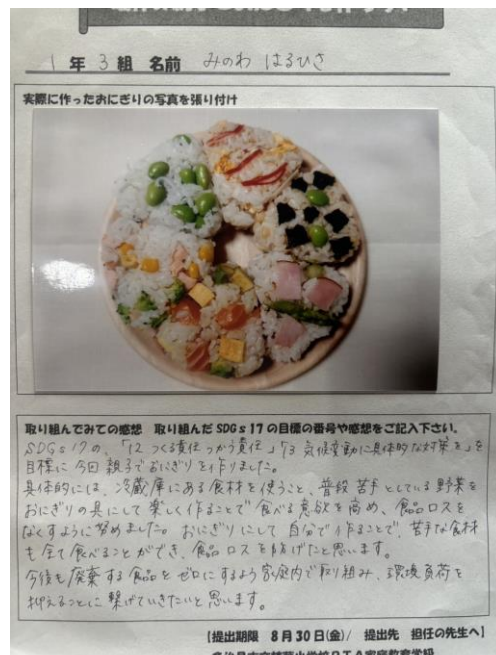 1年 3組 名前 みのわ はるひさ
実際に作ったおにぎりの写真を張り付け
取り組んでみての感想 取り組んだSDGs17の目標の番号や感想をご記入下さい。
SDGs17の、「12 つくる責任 つかう責任」「13 気候変動に具体的な対策を」を
目標に今回親子でおにぎりを作りました。
具体的には、冷蔵庫にある食材を使うこと、普段苦手としている野菜を
おにぎりの具にして楽しく作ることで食べる意欲を高め、食品ロスを
なくすように努めました。おにぎりにして自分で作ることで、苦手な食材
も全て食べることができ、食品ロスを防げたと思います。
今後も廃棄する食品をゼロにするよう家庭内で取り組み、環境負荷を
抑えることに繋げていきたいと思います。
【提出期限 8月30日(金)/ 提出先 担任の先生へ】